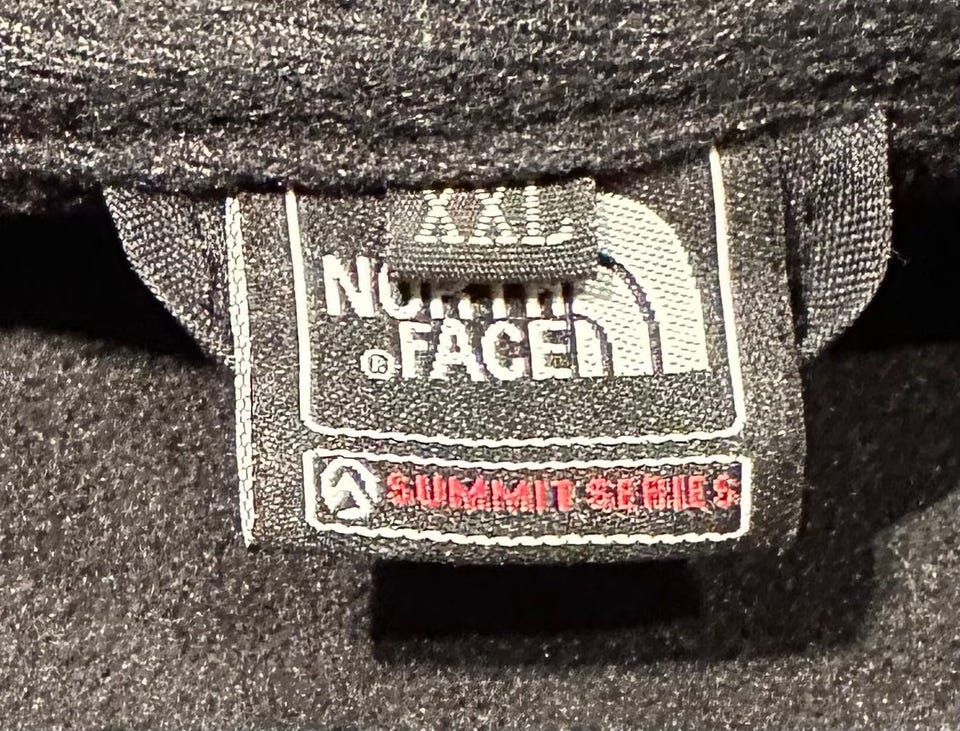 XXL
NORTH
®FACE
SUMMIT SERIES